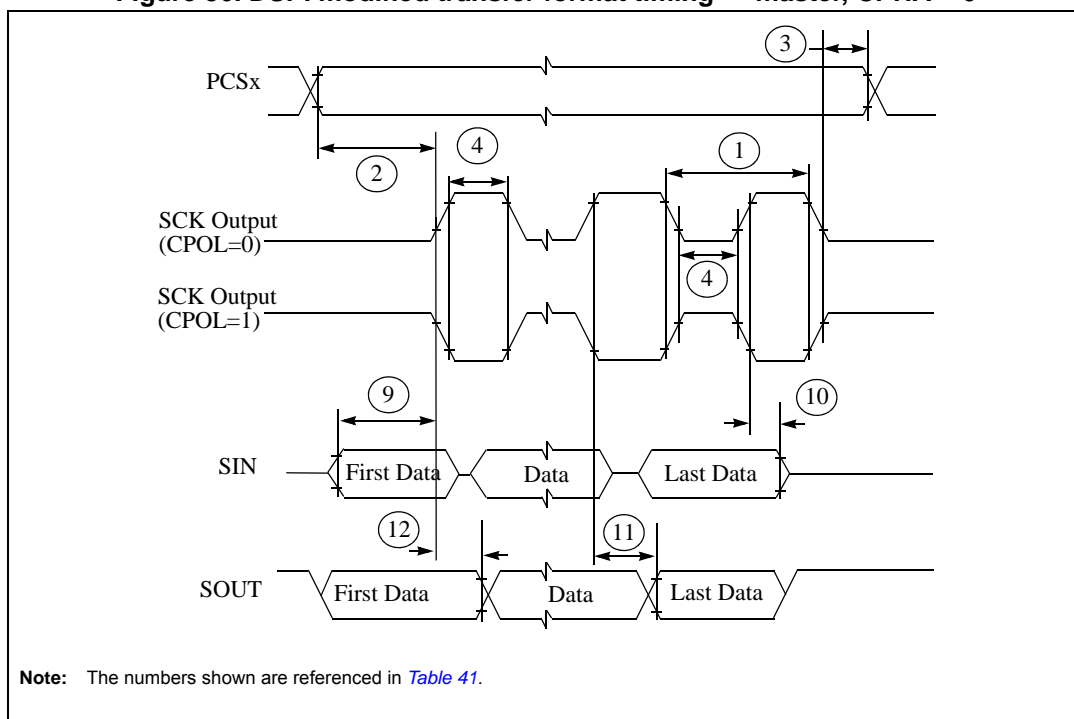 3
PCSx
2
4
1
SCK Output
(CPOL=0)
4
SCK Output
(CPOL=1)
9
10
SIN
First Data
Data
Last Data
12
11
SOUT
First Data
Data
Last Data
Note: The numbers shown are referenced in Table 41.